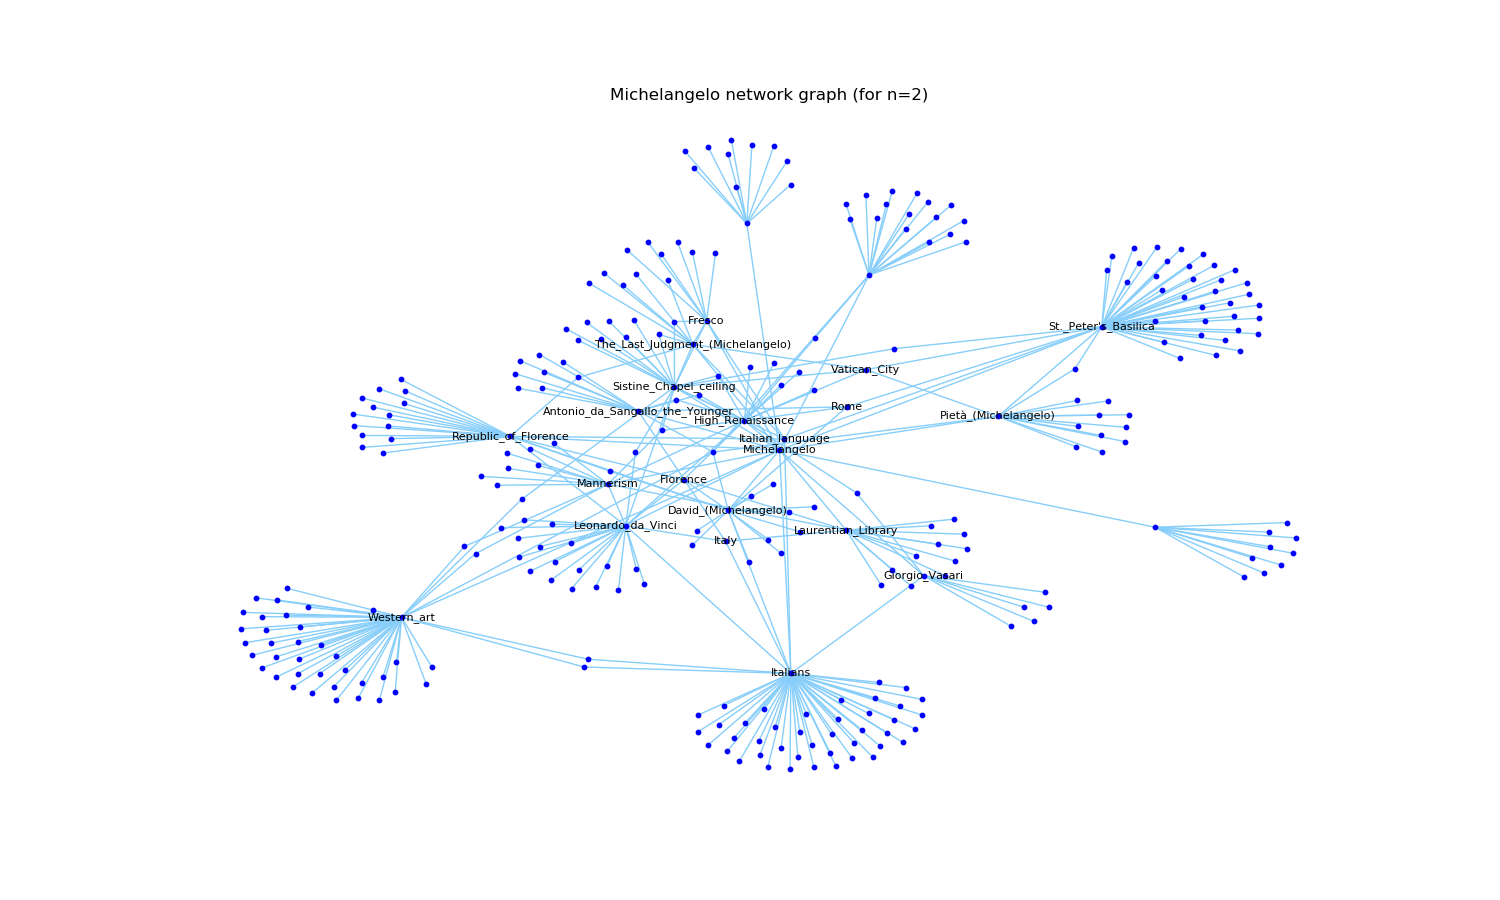 Michelangelo network graph (for n=2)
Fresco
St._Peter's_Basilica
The_Last_Judgment_(Michelangelo)
Vatican_City
Sistine_Chapel_ceiling
Rome
Antonio_da_Sangallo_the_Younger
Pietà_(Michelangelo)
High_Renaissance
Republic_of_Florence
Italian_language
Michelangelo
Florence
Mannerism
David_(Michelangelo)
Leonardo_da_Vinci
Laurentian_Library
Italy
Giorgio_Vasari
Western_art
Italians